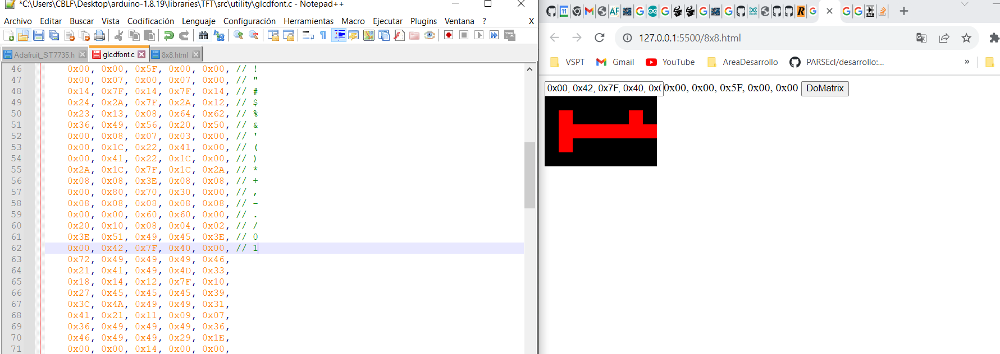 *C:\Users\CBLF\Desktop\arduino-1.8.19\libraries\TFT\src\utility\glcdfont.c - Notepad++
Archivo Editar Buscar Vista Codificación Lenguaje Configuración Herramientas Macro Ejecutar Plugins Ventana ? X
Adafruit_ST7735.h glcdfont.c 8x8.html
46 0x00, 0x00, 0x5F, 0x00, 0x00, // !
47 0x00, 0x07, 0x00, 0x07, 0x00, // "
48 0x14, 0x7F, 0x14, 0x7F, 0x14, // #
49 0x24, 0x2A, 0x7F, 0x2A, 0x12, // $
50 0x23, 0x13, 0x08, 0x64, 0x62, // %
51 0x36, 0x49, 0x56, 0x20, 0x50, // &
52 0x00, 0x08, 0x07, 0x03, 0x00, // '
53 0x00, 0x1C, 0x22, 0x41, 0x00, // (
54 0x00, 0x41, 0x22, 0x1C, 0x00, // )
55 0x2A, 0x1C, 0x7F, 0x1C, 0x2A, // *
56 0x08, 0x08, 0x3E, 0x08, 0x08, // +
57 0x00, 0x80, 0x70, 0x30, 0x00, // ,
58 0x08, 0x08, 0x08, 0x08, 0x08, // -
59 0x00, 0x00, 0x60, 0x60, 0x00, // .
60 0x20, 0x10, 0x08, 0x04, 0x02, // /
61 0x3E, 0x51, 0x49, 0x45, 0x3E, // 0
62 0x00, 0x42, 0x7F, 0x40, 0x00, // 1
63 0x72, 0x49, 0x49, 0x49, 0x46,
64 0x21, 0x41, 0x49, 0x4D, 0x33,
65 0x18, 0x14, 0x12, 0x7F, 0x10,
66 0x27, 0x45, 0x45, 0x45, 0x39,
67 0x3C, 0x4A, 0x49, 0x49, 0x31,
68 0x41, 0x21, 0x11, 0x09, 0x07,
69 0x36, 0x49, 0x49, 0x49, 0x36,
70 0x46, 0x49, 0x49, 0x29, 0x1E,
71 0x00, 0x00, 0x14, 0x00, 0x00,
127.0.0.1:5500/8x8.html
VSPT Gmail YouTube AreaDesarrollo PARSEcl/desarrollo:... »
0x00, 0x42, 0x7F, 0x40, 0x0 0x00, 0x00, 0x5F, 0x00, 0x00 DoMatrix